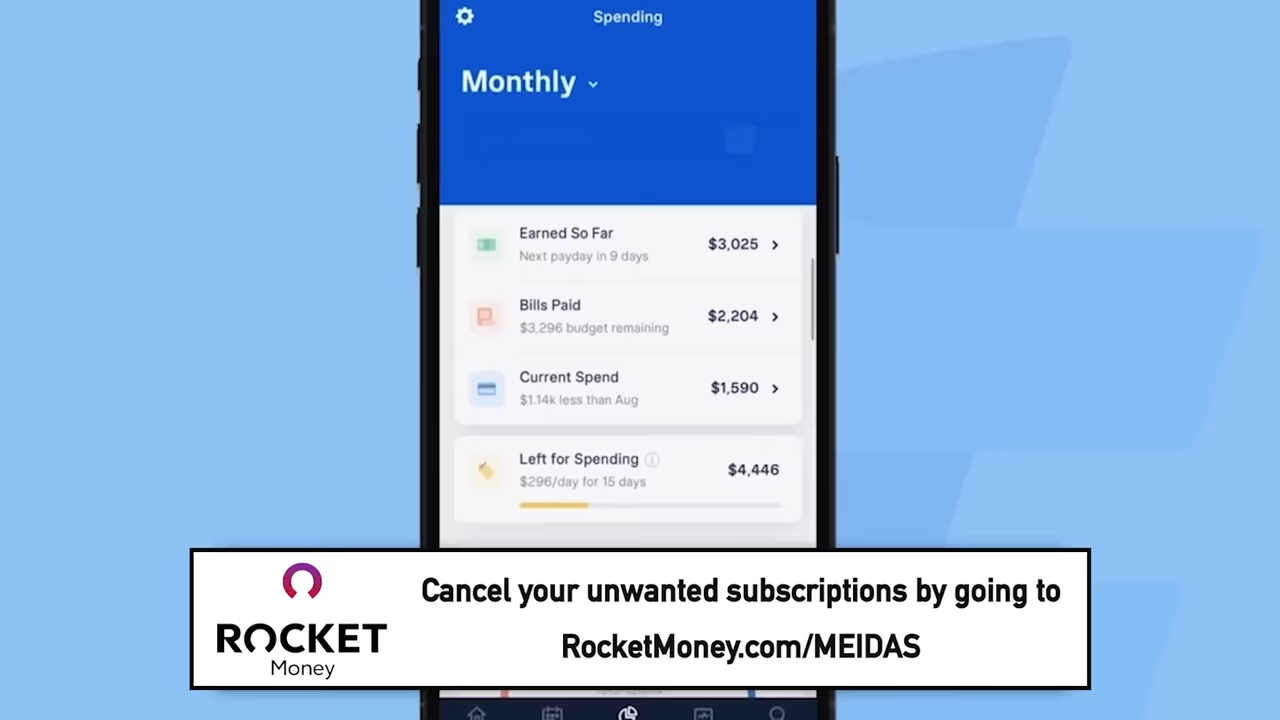 Spending
Monthly
Earned So Far
Next payday in 9 days
$3,025
Bills Paid
$3,296 budget remaining
$2,204
Current Spend
$1.14k less than Aug
$1,590
Left for Spending
$296/day for 15 days
$4,446
ROCKET
Money
Cancel your unwanted subscriptions by going to
RocketMoney.com/MEIDAS